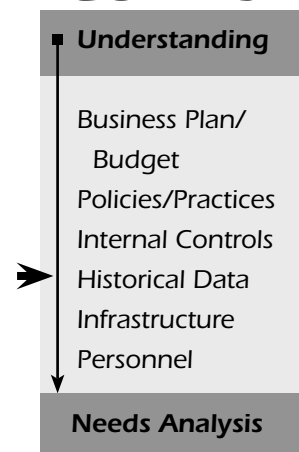 Understanding
Business Plan/
Budget
Policies/Practices
Internal Controls
Historical Data
Infrastructure
Personnel
Needs Analysis